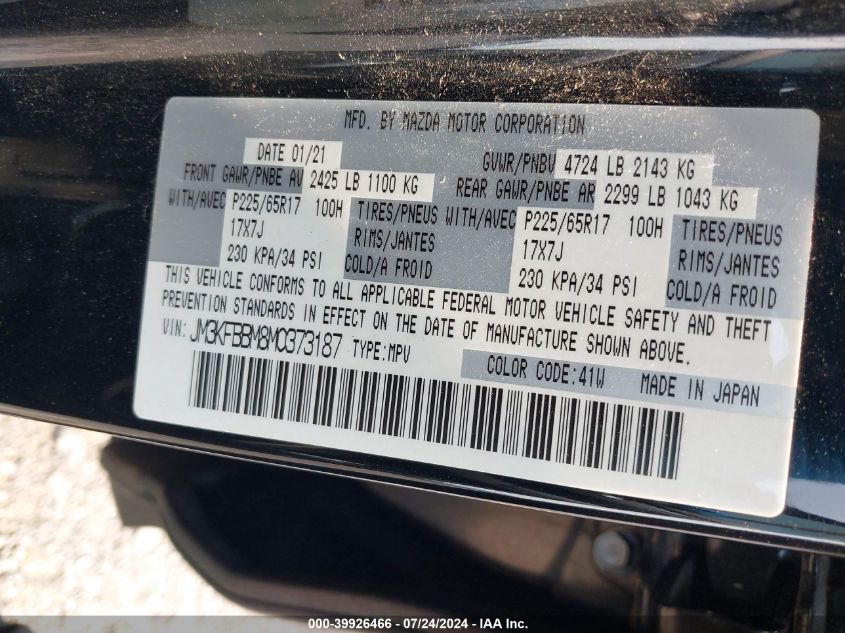 MFD. BY MAZDA MOTOR CORPORATION
DATE 01/21 GVWR/PNBV 4724 LB 2143 KG
FRONT GAWR/PNBE AV 2425 LB 1100 KG REAR GAWR/PNBE AR 2299 LB 1043 KG
WITH/AVEC P225/65R17 100H TIRES/PNEUS WITH/AVEC P225/65R17 100H TIRES/PNEUS
17X7J RIMS/JANTES 17X7J RIMS/JANTES
230 KPA/34 PSI COLD/A FROID 230 KPA/34 PSI COLD/A FROID
THIS VEHICLE CONFORMS TO ALL APPLICABLE FEDERAL MOTOR VEHICLE SAFETY AND THEFT
PREVENTION STANDARDS IN EFFECT ON THE DATE OF MANUFACTURE SHOWN ABOVE.
VIN: JM3KFBBM8M0373187 TYPE:MPV
COLOR CODE:41W MADE IN JAPAN
000-39926466 - 07/24/2024 - IAA Inc.